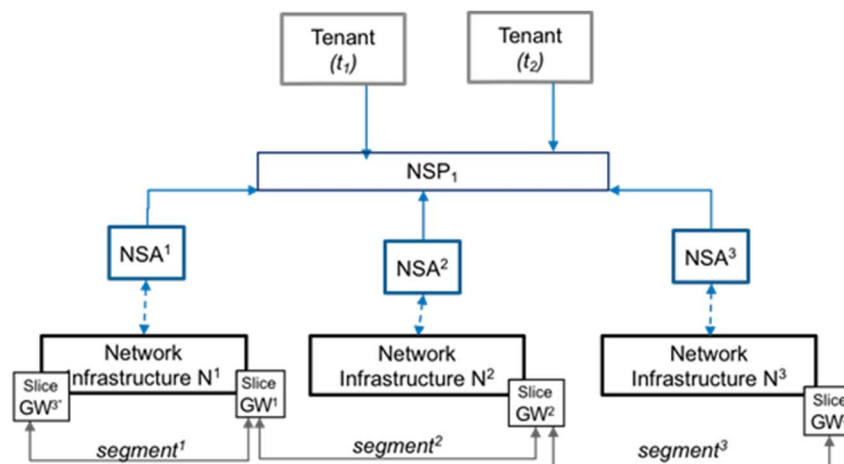 Tenant
(t₁)
Tenant
(t₂)
NSP₁
NSA¹
NSA²
NSA³
Network
Infrastructure N¹
Network
Infrastructure N²
Network
Infrastructure N³
Slice
GW³
Slice
GW¹
Slice
GW²
Slice
segment¹
segment²
segment³